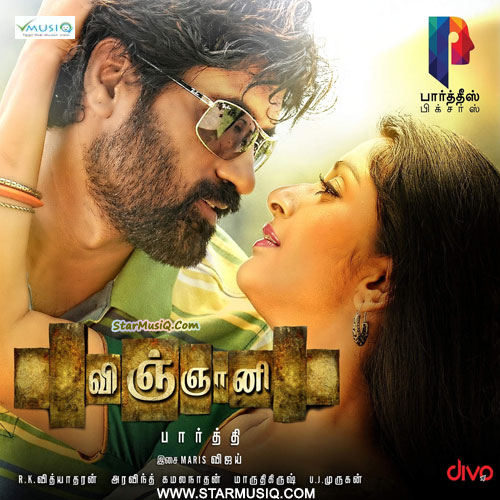 VMUSIQ
பார்த்தீஸ்
பிக்சர்ஸ்
StarMusiQ.Com
விஞ்ஞானி
பார்த்தி
இசை MARIS விஜய்
R.K.வித்யாதரன் அரவிந்த் கமலநாதன் மாருதிகிருஷ் ப.ஜ.முருகன்
divo
WWW.STARMUSIQ.COM